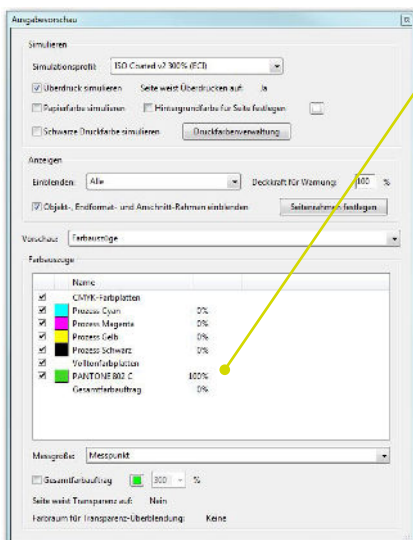 Ausgabevorschau
Simulieren
Simulationsprofil: ISO Coated v2 300% (ECI)
Überdruck simulieren Seite weist Überdrucken auf: Ja
Papierfarbe simulieren Hintergrundfarbe für Seite festlegen
Schwarze Druckfarbe simulieren Druckfarbenverwaltung
Anzeigen
Einblenden: Alle Deckkraft für Warnung: 100 %
Objekt-, Endformat- und Anschnitt-Rahmen einblenden Seitenrahmen festlegen
Vorschau: Farbauszüge
Farbauszüge
Name
CMYK-Farbplatten
Prozess Cyan 0%
Prozess Magenta 0%
Prozess Gelb 0%
Prozess Schwarz 0%
Volltonfarbplatten
PANTONE 802 C 100%
Gesamtfarbauftrag 0%
Messgröße: Messpunkt
Gesamtfarbauftrag 300 %
Seite weist Transparenz auf: Nein
Farbraum für Transparenz-Überblendung: Keine